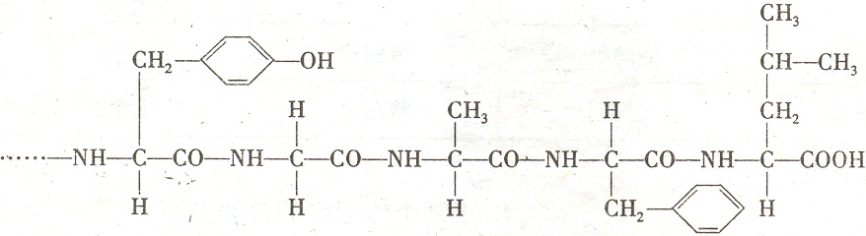 CH₃
CH₂—⌬—OH CH—CH₃
H CH₃ H CH₂
······—NH—C—CO—NH—C—CO—NH—C—CO—NH—C—CO—NH—C—COOH
H H H CH₂—⌬ H